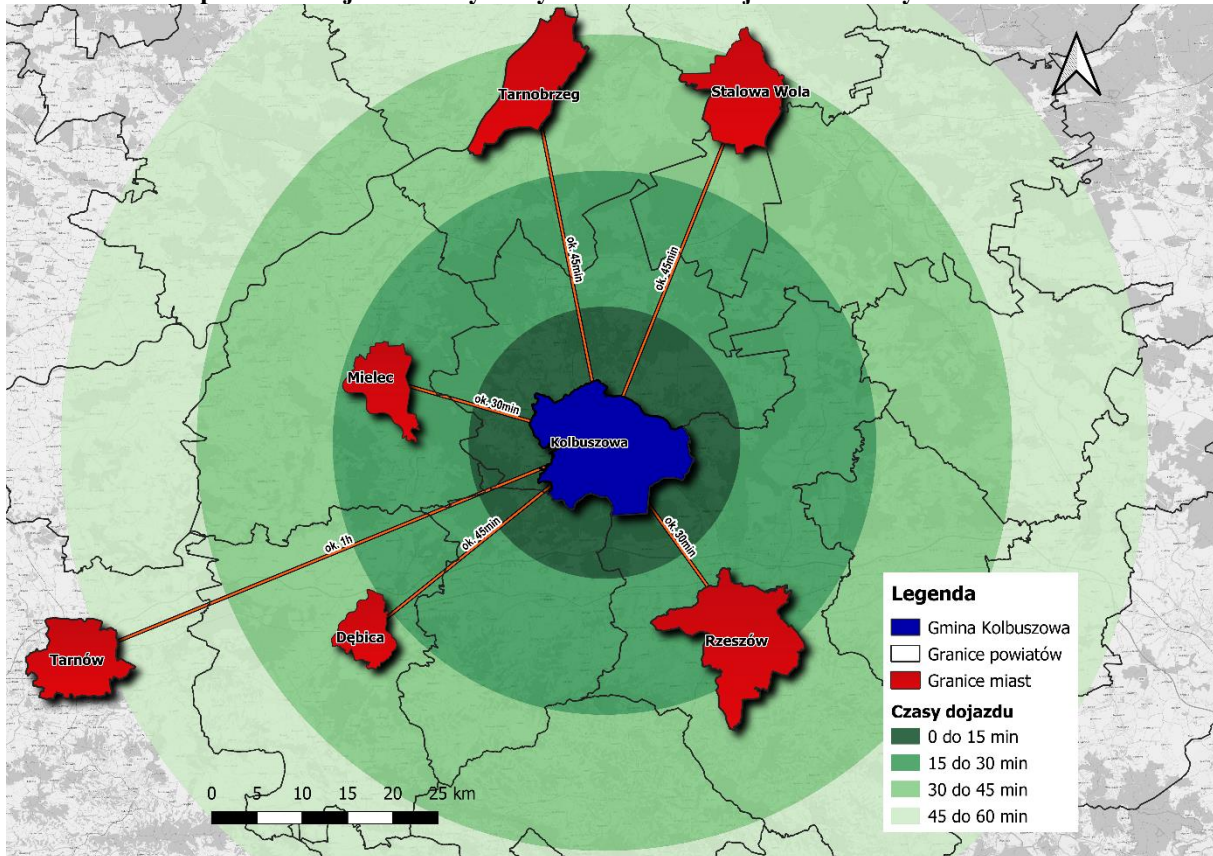 Tarnobrzeg
Stalowa Wola
ok. 45min
ok. 45min
Mielec
ok. 30min
Kolbuszowa
ok. 1h
ok. 45min
ok. 30min
Dębica
Rzeszów
Tarnów
Legenda
Gmina Kolbuszowa
Granice powiatów
Granice miast
Czasy dojazdu
0 do 15 min
15 do 30 min
30 do 45 min
45 do 60 min
0 5 10 15 20 25 km